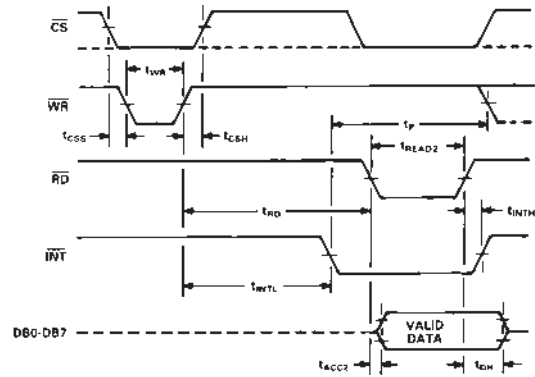 CS
tWR
WR
tCSS
tCSH
tP
tREAD2
RD
tRD
tINTH
INT
tINTL
DB0-DB7
VALID
DATA
tACC2
tDH